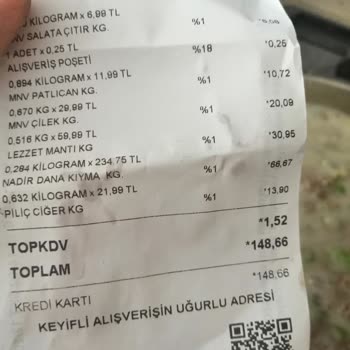 KILOGRAM x 6,99 TL
MNV SALATA ÇITIR KG. %1
1 ADET x 0.25 TL
ALIŞVERİŞ POŞETİ %18 *0,25
0,894 KILOGRAM x 11,99 TL
MNV PATLICAN KG. %1 *10,72
0,670 KG x 29,99 TL
MNV ÇİLEK KG. %1 *20,09
0,516 KG x 59,99 TL
LEZZET MANTI KG %1 *30,95
0,284 KILOGRAM x 234,75 TL
NADİR DANA KIYMA KG. %1 *66,67
0,632 KILOGRAM x 21,99 TL
PİLİÇ CİĞER KG %1 *13,90
TOPKDV *1,52
TOPLAM *148,66
KREDİ KARTI *148,66
KEYİFLİ ALIŞVERİŞİN UĞURLU ADRESİ